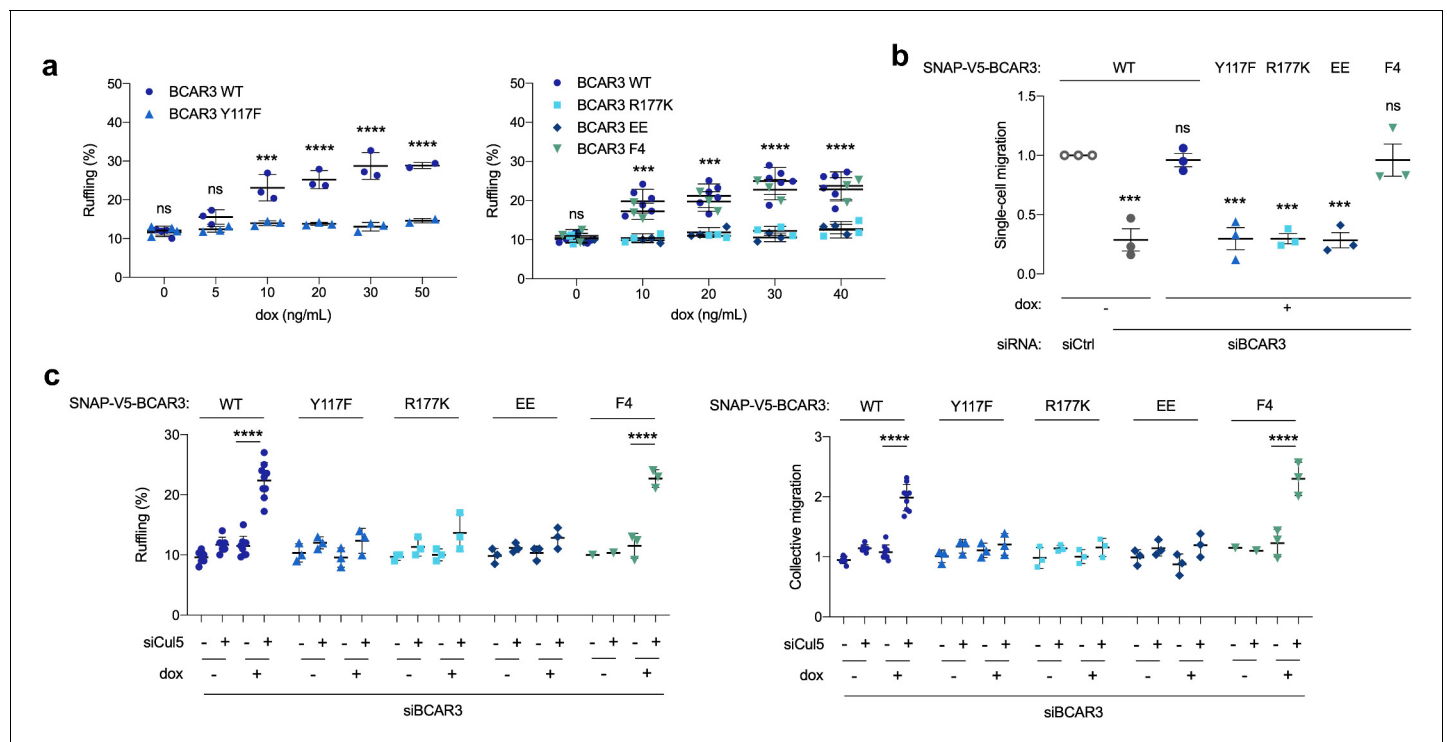 a
50
40
30
20
10
0
Ruffling (%)
BCAR3 WT
BCAR3 Y117F
ns
ns
***
****
****
****
0 5 10 20 30 50
dox (ng/mL)
50
40
30
20
10
0
Ruffling (%)
BCAR3 WT
BCAR3 R177K
BCAR3 EE
BCAR3 F4
ns
***
***
****
****
0 10 20 30 40
dox (ng/mL)
b
SNAP-V5-BCAR3: WT Y117F R177K EE F4
1.5
1.0
0.5
0.0
Single-cell migration
***
ns
***
***
***
ns
dox: - +
siRNA: siCtrl siBCAR3
c
SNAP-V5-BCAR3: WT Y117F R177K EE F4
30
20
10
0
Ruffling (%)
****
****
siCul5 - + - + - + - + - + - + - + - + - + - +
dox - + - + - + - + - +
siBCAR3
SNAP-V5-BCAR3: WT Y117F R177K EE F4
3
2
1
0
Collective migration
****
****
siCul5 - + - + - + - + - + - + - + - + - + - +
dox - + - + - + - + - +
siBCAR3